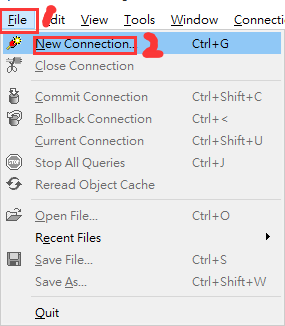 File Edit View Tools Window Connecti
1
New Connection... 2 Ctrl+G
Close Connection
Commit Connection Ctrl+Shift+C
Rollback Connection Ctrl+<
Current Connection Ctrl+Shift+U
Stop All Queries Ctrl+J
Reread Object Cache
Open File... Ctrl+O
Recent Files
Save File... Ctrl+S
Save As... Ctrl+Shift+W
Quit